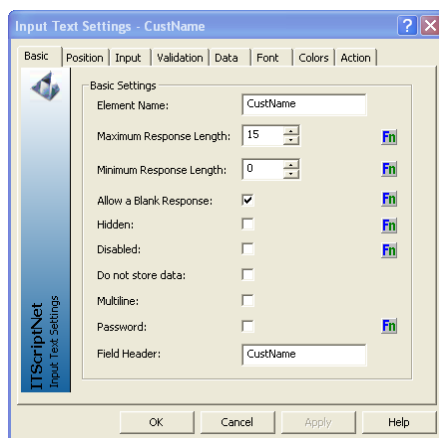 Input Text Settings - CustName
Basic Position Input Validation Data Font Colors Action
Basic Settings
Element Name: CustName
Maximum Response Length: 15 Fn
Minimum Response Length: 0 Fn
Allow a Blank Response: Fn
Hidden: Fn
Disabled: Fn
Do not store data:
Multiline:
Password: Fn
Field Header: CustName
ITScriptNet
Input Text Settings
OK Cancel Apply Help